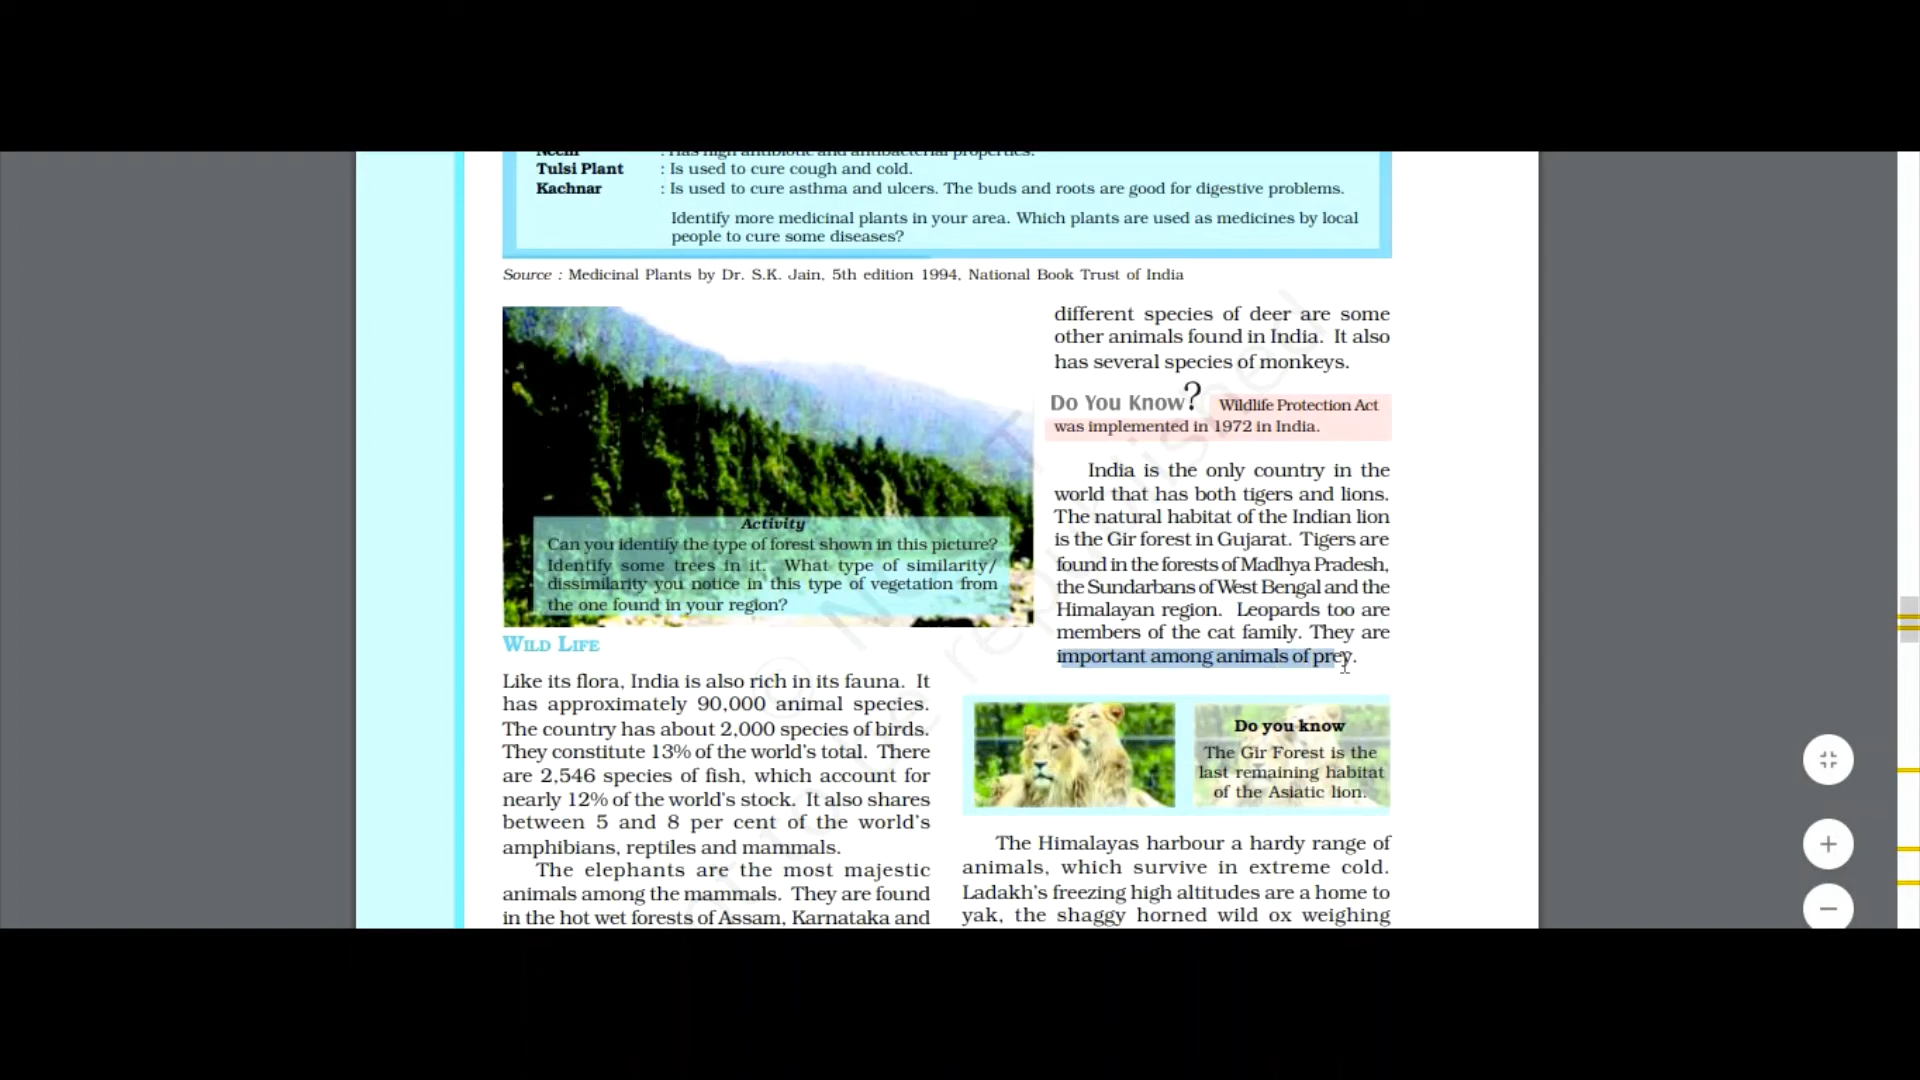 Neem : Has high antibiotic and antibacterial properties.
Tulsi Plant : Is used to cure cough and cold.
Kachnar : Is used to cure asthma and ulcers. The buds and roots are good for digestive problems.
Identify more medicinal plants in your area. Which plants are used as medicines by local
people to cure some diseases?
Source : Medicinal Plants by Dr. S.K. Jain, 5th edition 1994, National Book Trust of India
Activity
Can you identify the type of forest shown in this picture?
Identify some trees in it. What type of similarity/
dissimilarity you notice in this type of vegetation from
the one found in your region?
WILD LIFE
Like its flora, India is also rich in its fauna. It
has approximately 90,000 animal species.
The country has about 2,000 species of birds.
They constitute 13% of the world's total. There
are 2,546 species of fish, which account for
nearly 12% of the world's stock. It also shares
between 5 and 8 per cent of the world's
amphibians, reptiles and mammals.
The elephants are the most majestic
animals among the mammals. They are found
in the hot wet forests of Assam, Karnataka and
different species of deer are some
other animals found in India. It also
has several species of monkeys.
Do You Know? Wildlife Protection Act
was implemented in 1972 in India.
India is the only country in the
world that has both tigers and lions.
The natural habitat of the Indian lion
is the Gir forest in Gujarat. Tigers are
found in the forests of Madhya Pradesh,
the Sundarbans of West Bengal and the
Himalayan region. Leopards too are
members of the cat family. They are
important among animals of prey.
Do you know
The Gir Forest is the
last remaining habitat
of the Asiatic lion.
The Himalayas harbour a hardy range of
animals, which survive in extreme cold.
Ladakh's freezing high altitudes are a home to
yak, the shaggy horned wild ox weighing